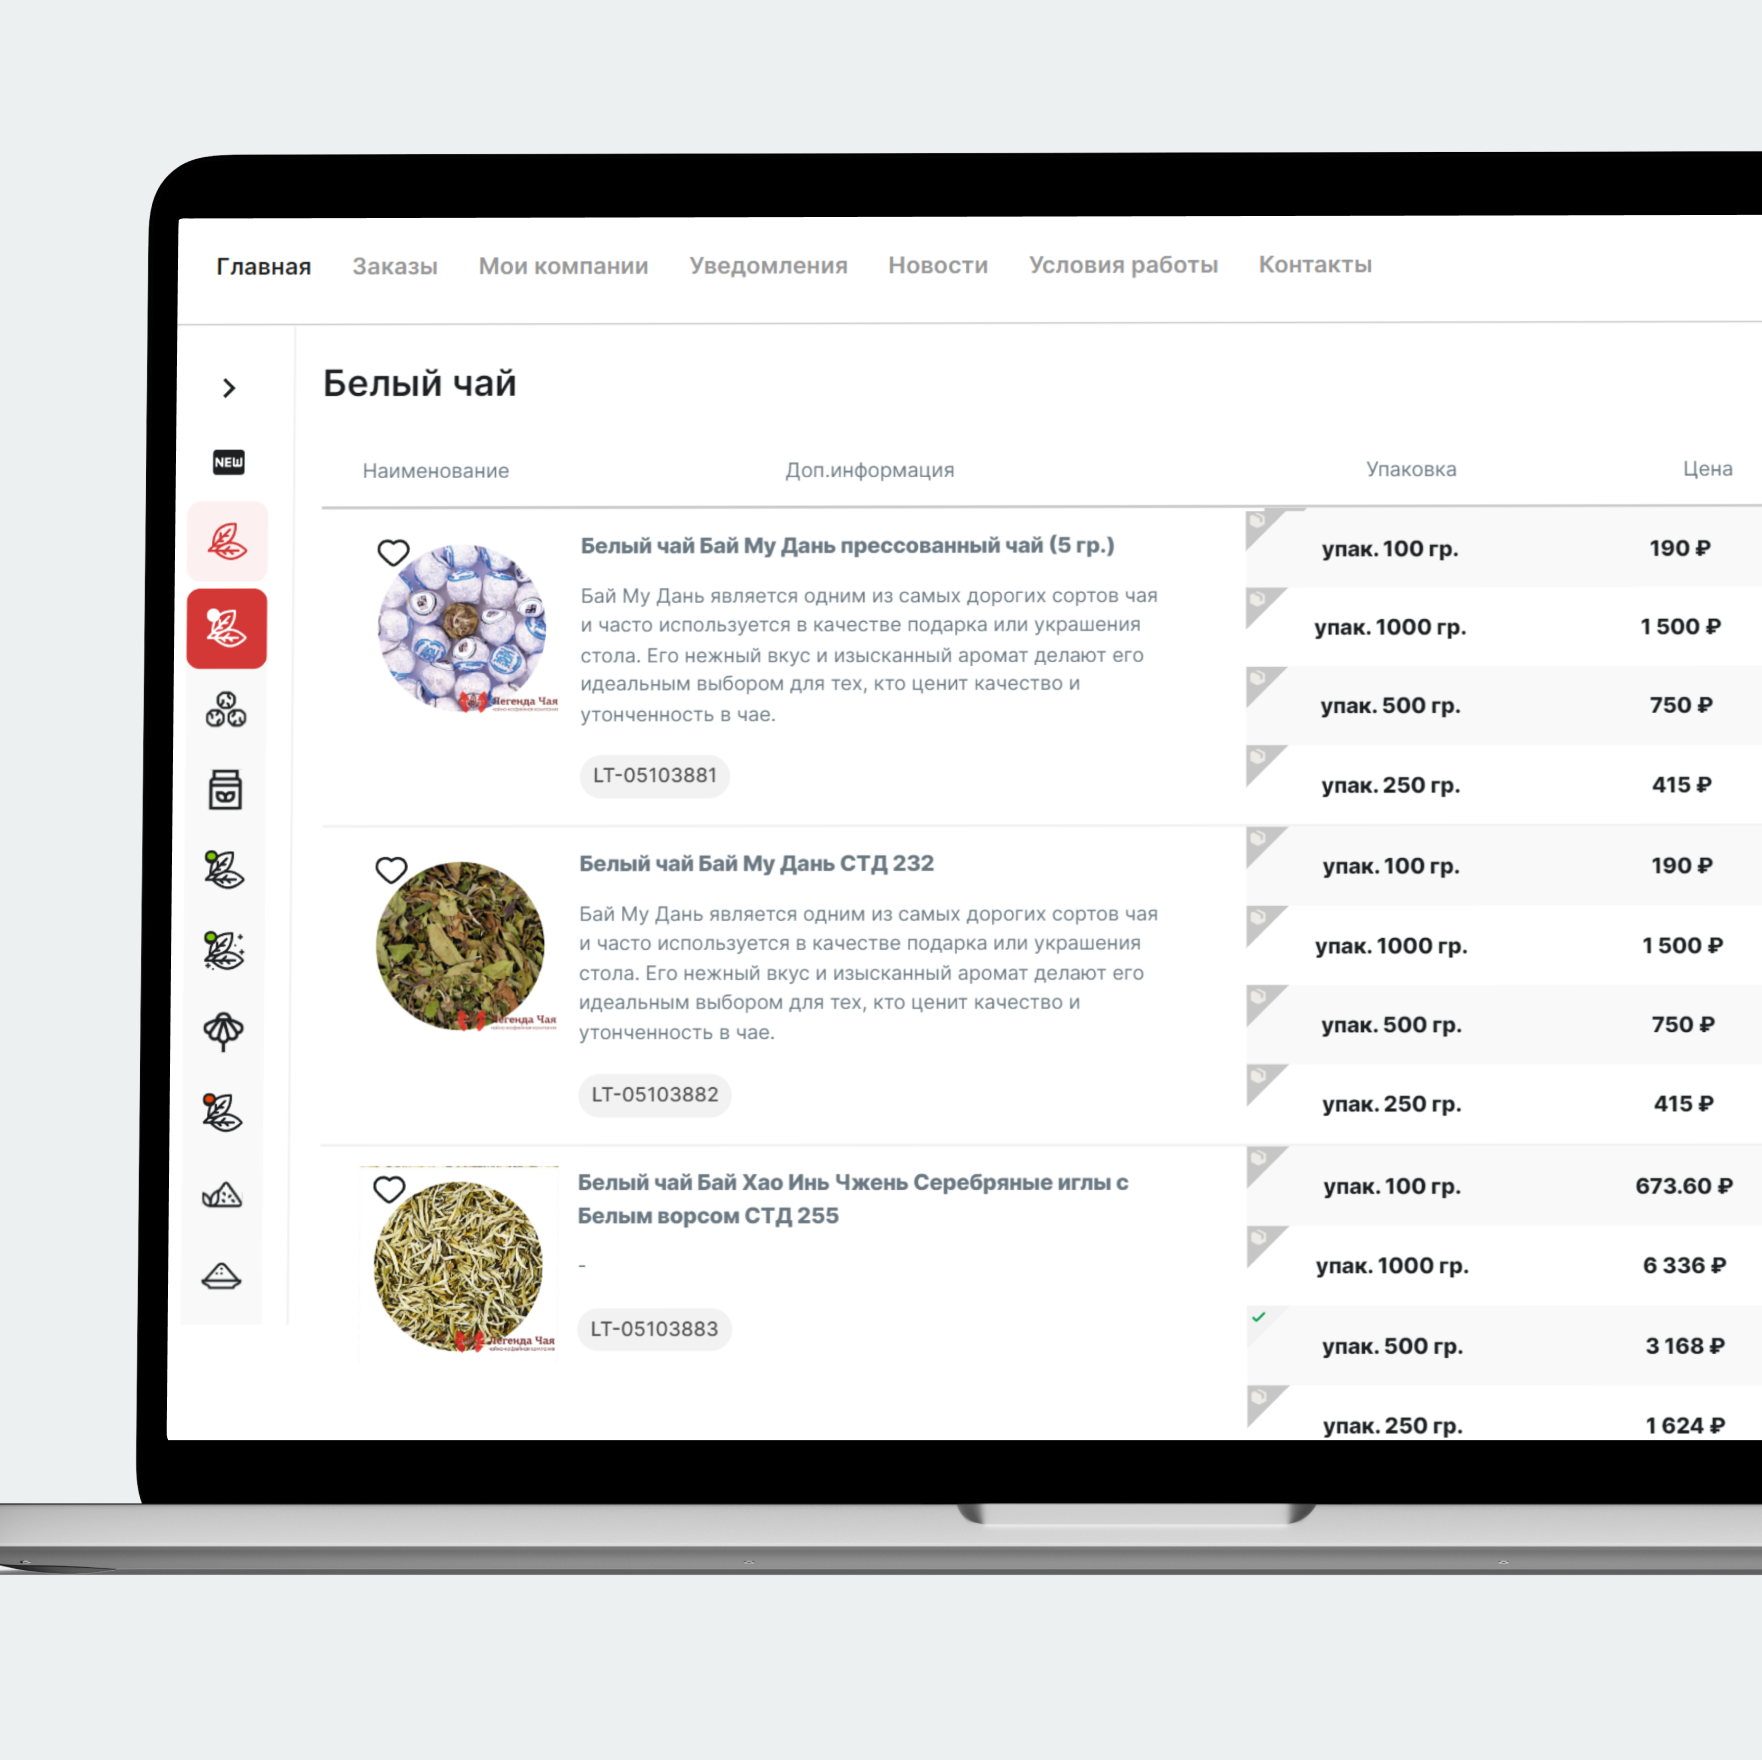 Главная Заказы Мои компании Уведомления Новости Условия работы Контакты
Белый чай
NEW
Наименование Доп.информация Упаковка Цена
Белый чай Бай Му Дань прессованный чай (5 гр.)
Бай Му Дань является одним из самых дорогих сортов чая
и часто используется в качестве подарка или украшения
стола. Его нежный вкус и изысканный аромат делают его
идеальным выбором для тех, кто ценит качество и
утонченность в чае.
LT-05103881
Легенда Чая
упак. 100 гр. 190 ₽
упак. 1000 гр. 1 500 ₽
упак. 500 гр. 750 ₽
упак. 250 гр. 415 ₽
Белый чай Бай Му Дань СТД 232
Бай Му Дань является одним из самых дорогих сортов чая
и часто используется в качестве подарка или украшения
стола. Его нежный вкус и изысканный аромат делают его
идеальным выбором для тех, кто ценит качество и
утонченность в чае.
LT-05103882
Легенда Чая
упак. 100 гр. 190 ₽
упак. 1000 гр. 1 500 ₽
упак. 500 гр. 750 ₽
упак. 250 гр. 415 ₽
Белый чай Бай Хао Инь Чжень Серебряные иглы с
Белым ворсом СТД 255
-
LT-05103883
Легенда Чая
упак. 100 гр. 673.60 ₽
упак. 1000 гр. 6 336 ₽
упак. 500 гр. 3 168 ₽
упак. 250 гр. 1 624 ₽